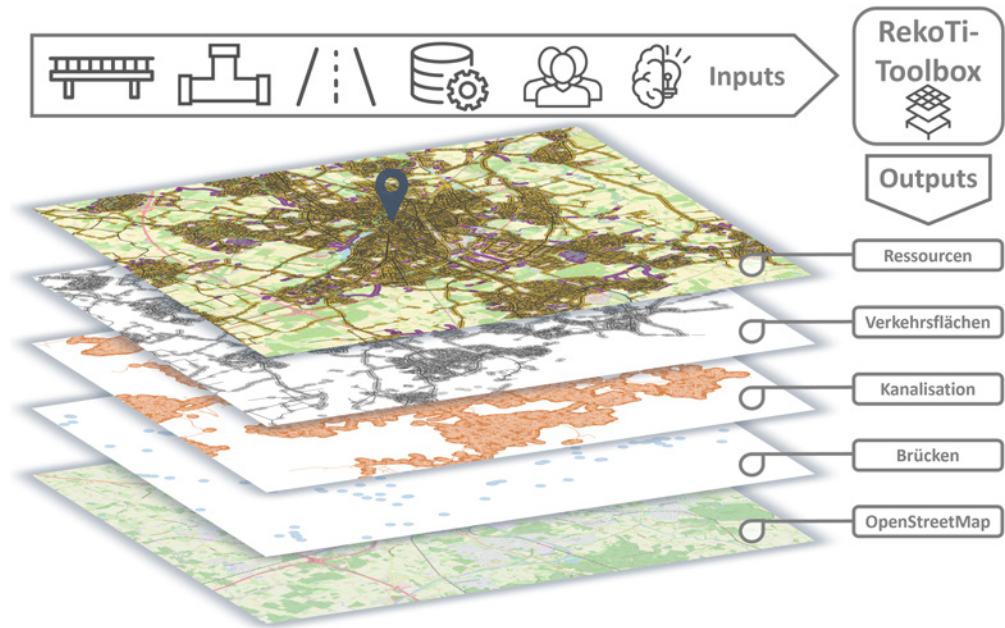 Inputs
RekoTi-
Toolbox
Outputs
Ressourcen
Verkehrsflächen
Kanalisation
Brücken
OpenStreetMap